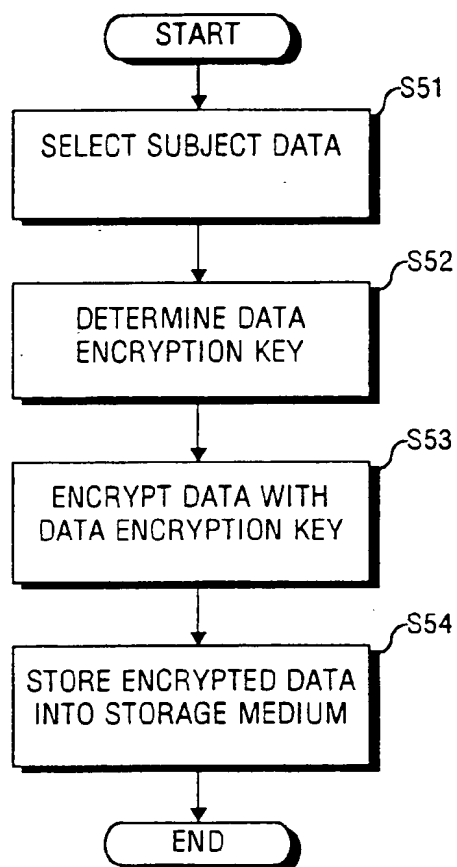 START
S51
SELECT SUBJECT DATA
S52
DETERMINE DATA
ENCRYPTION KEY
S53
ENCRYPT DATA WITH
DATA ENCRYPTION KEY
S54
STORE ENCRYPTED DATA
INTO STORAGE MEDIUM
END